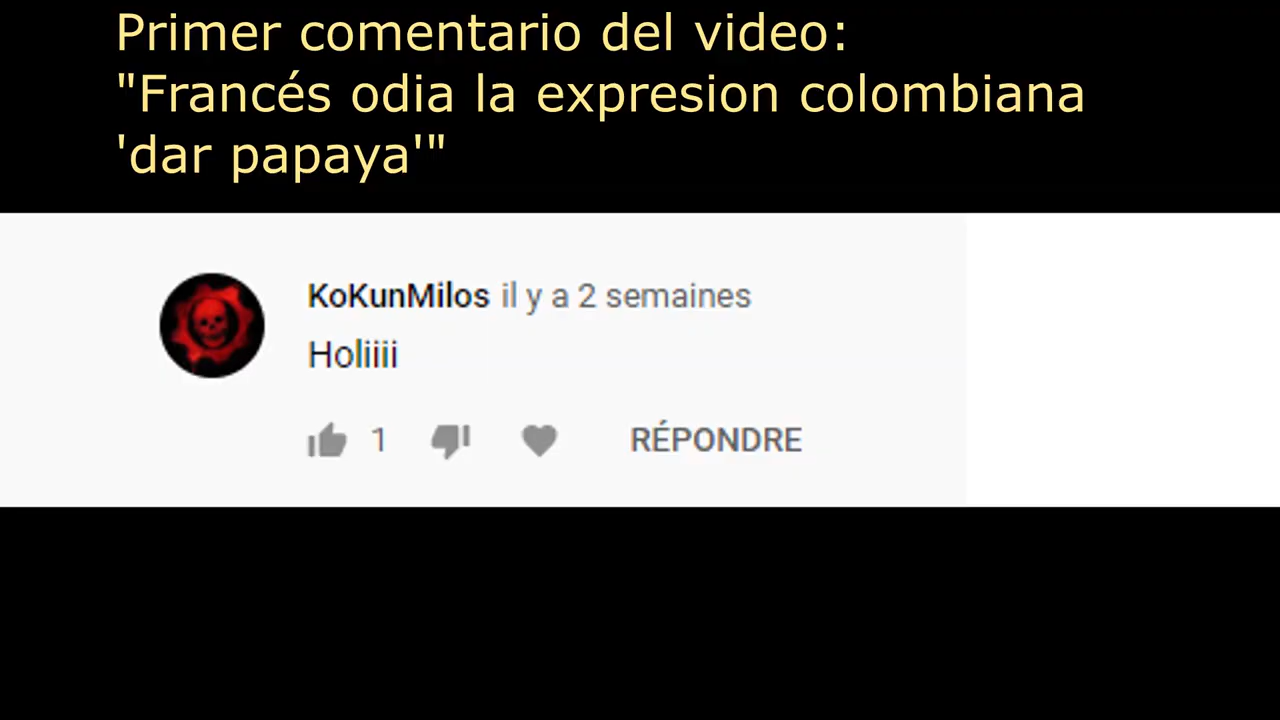 Primer comentario del video:
"Francés odia la expresion colombiana
'dar papaya'"
KoKunMilos il y a 2 semaines
Holiiii
1 RÉPONDRE